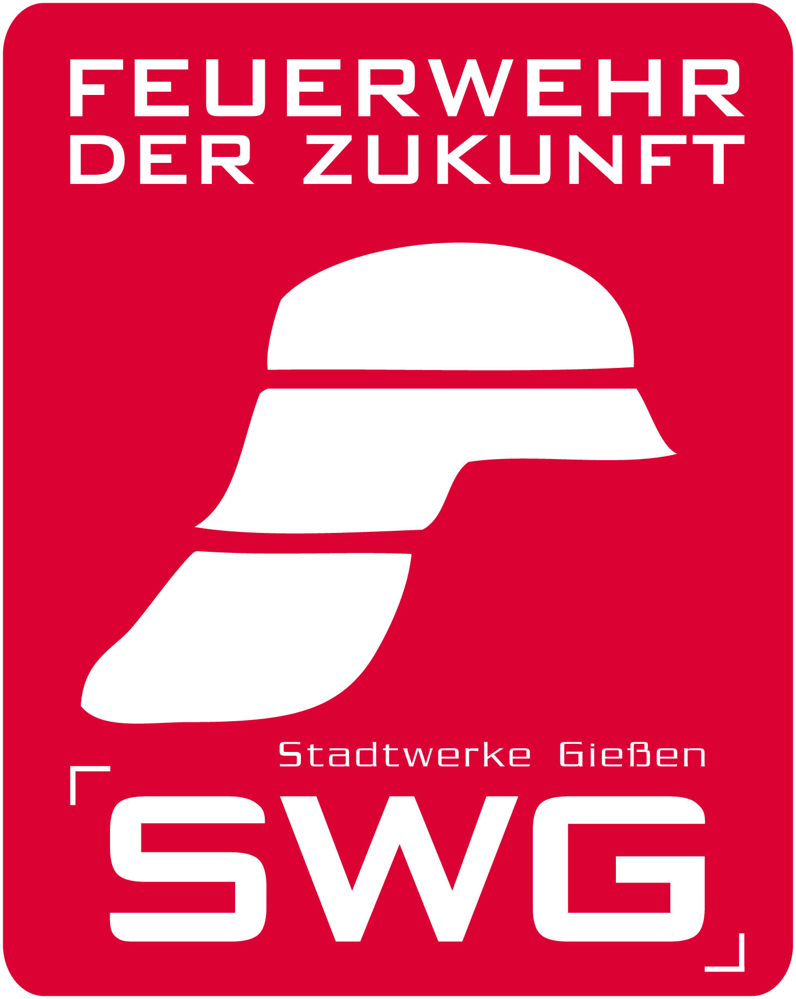 FEUERWEHR
DER ZUKUNFT
Stadtwerke Gießen
SWG